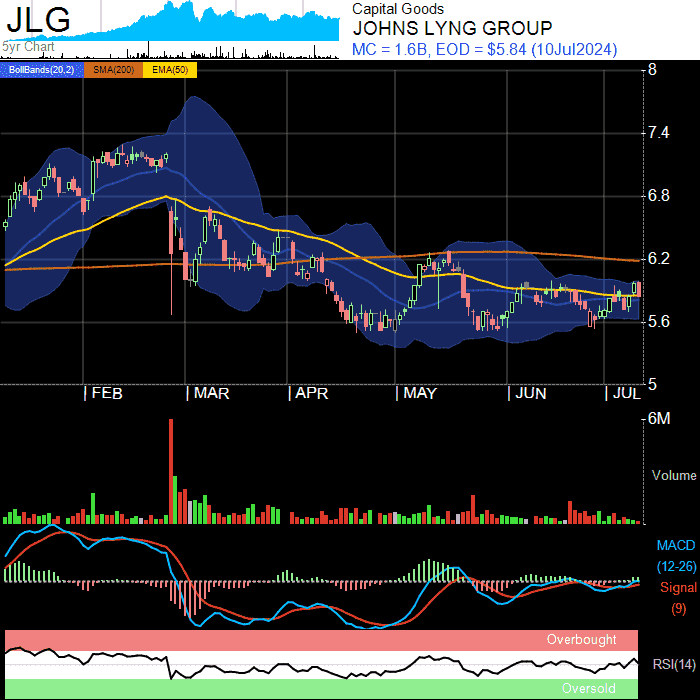 JLG
5yr Chart
Capital Goods
JOHNS LYNG GROUP
MC = 1.6B, EOD = $5.84 (10Jul2024)
BollBands(20,2) SMA(200) EMA(50)
8
7.4
6.8
6.2
5.6
5
FEB MAR APR MAY JUN JUL
6M
Volume
MACD
(12-26)
Signal
(9)
Overbought
RSI(14)
Oversold